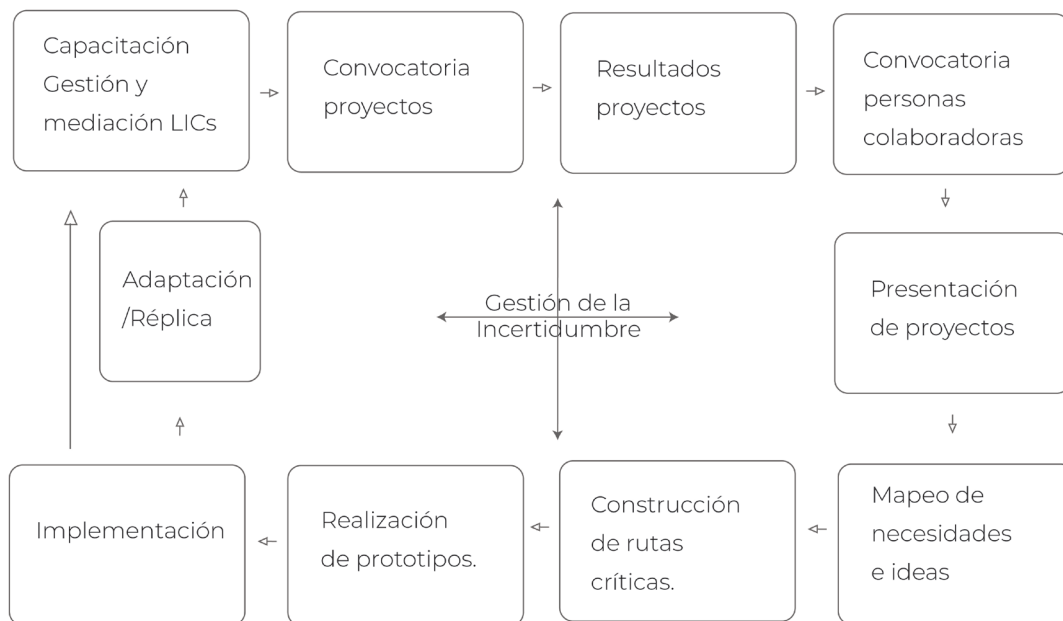 Capacitación
Gestión y
mediación LICs
Convocatoria
proyectos
Resultados
proyectos
Convocatoria
personas
colaboradoras
Adaptación
/Réplica
Gestión de la
Incertidumbre
Presentación
de proyectos
Implementación
Realización
de prototipos.
Construcción
de rutas
críticas.
Mapeo de
necesidades
e ideas